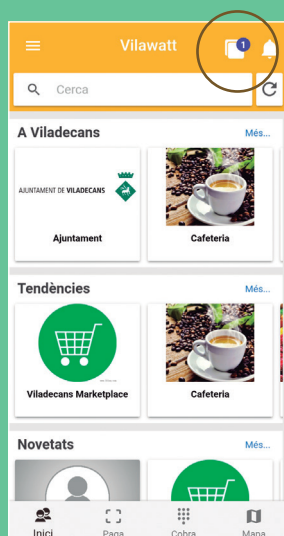 Vilawatt
1
Cerca
A Viladecans
Més...
AJUNTAMENT DE VILADECANS
Ajuntament
Cafeteria
Tendències
Més...
Viladecans Marketplace
Cafeteria
Novetats
Més...
Inici
Paga
Cobra
Mapa